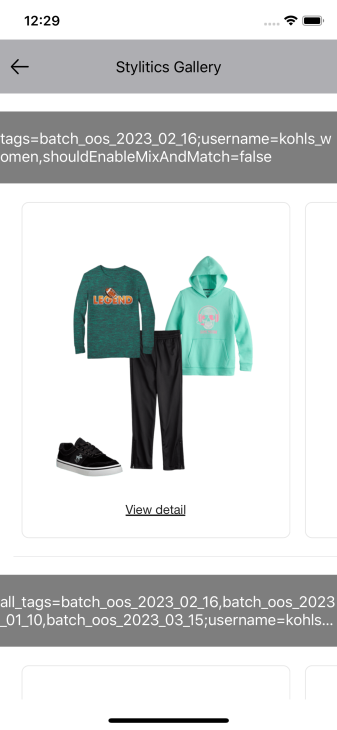 12:29
Stylitics Gallery
tags=batch_oos_2023_02_16;username=kohls_w
omen,shouldEnableMixAndMatch=false
LEGEND
View detail
all_tags=batch_oos_2023_02_16,batch_oos_2023
_01_10,batch_oos_2023_03_15;username=kohls...